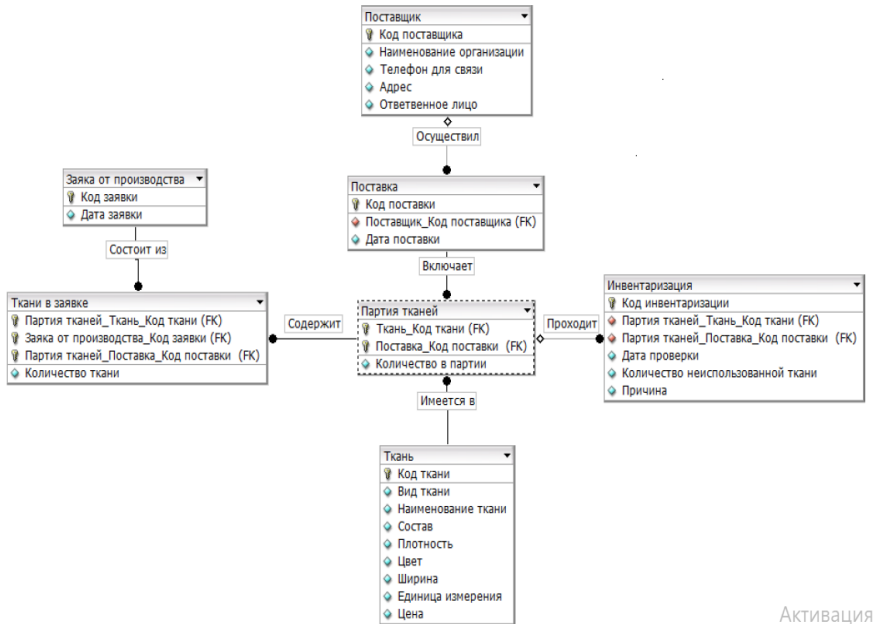 Поставщик
Код поставщика
Наименование организации
Телефон для связи
Адрес
Ответвенное лицо
Осуществил
Заяка от производства
Код заявки
Дата заявки
Состоит из
Поставка
Код поставки
Поставщик_Код поставщика (FK)
Дата поставки
Включает
Ткани в заявке
Партия тканей_Ткань_Код ткани (FK)
Заяка от производства_Код заявки (FK)
Партия тканей_Поставка_Код поставки (FK)
Количество ткани
Содержит
Партия тканей
Ткань_Код ткани (FK)
Поставка_Код поставки (FK)
Количество в партии
Проходит
Инвентаризация
Код инвентаризации
Партия тканей_Ткань_Код ткани (FK)
Партия тканей_Поставка_Код поставки (FK)
Дата проверки
Количество неиспользованной ткани
Причина
Имеется в
Ткань
Код ткани
Вид ткани
Наименование ткани
Состав
Плотность
Цвет
Ширина
Единица измерения
Цена
Активация